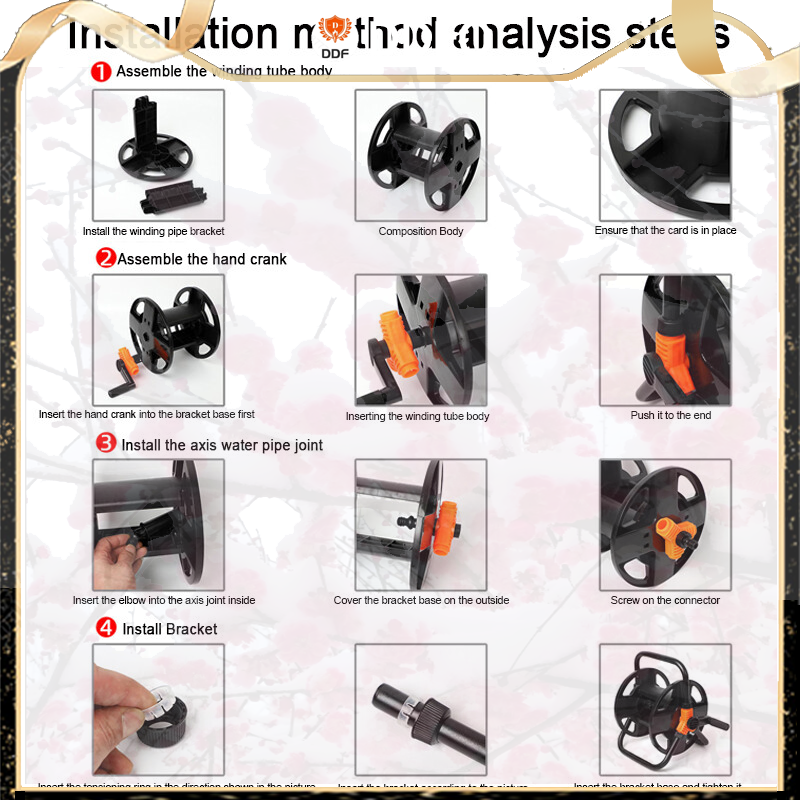 Installation method analysis steps
DDF
1 Assemble the winding tube body
Install the winding pipe bracket
Composition Body
Ensure that the card is in place
2 Assemble the hand crank
Insert the hand crank into the bracket base first
Inserting the winding tube body
Push it to the end
3 Install the axis water pipe joint
Insert the elbow into the axis joint inside
Cover the bracket base on the outside
Screw on the connector
4 Install Bracket
Insert the tensioning ring in the direction shown in the picture
Insert the bracket according to the picture
Insert the bracket base and tighten it